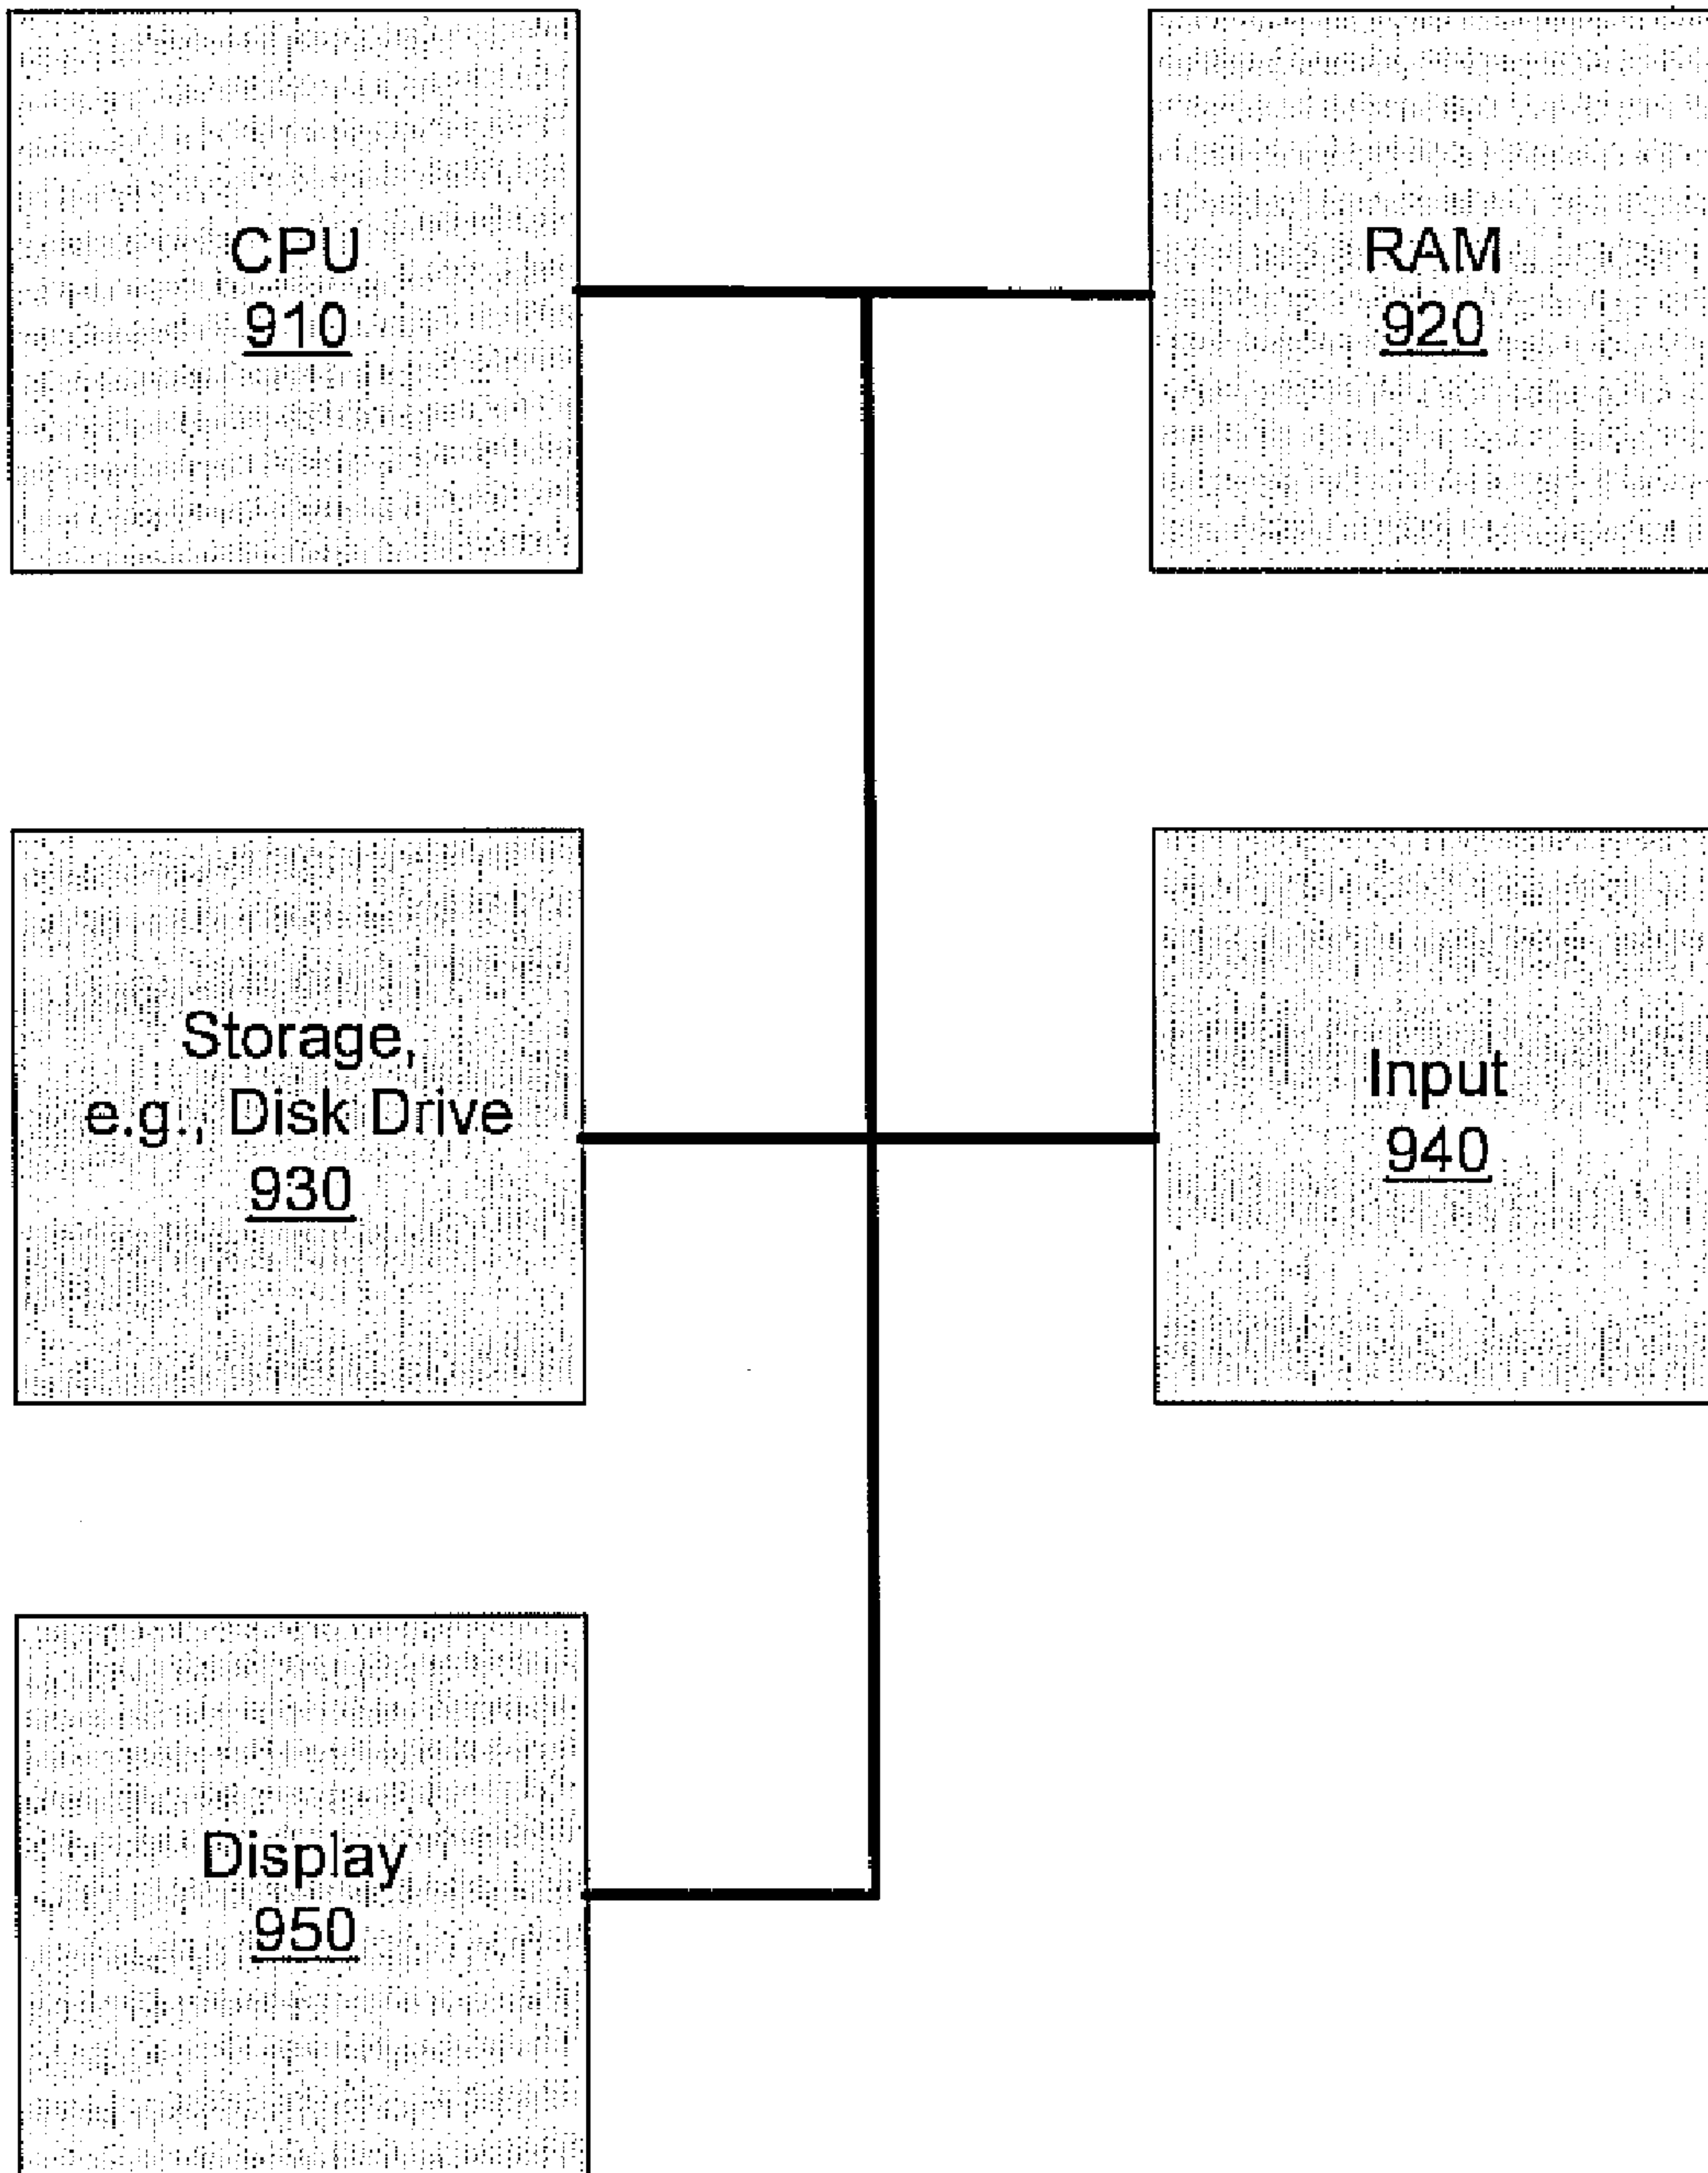 CPU
910
RAM
920
Storage,
e.g., Disk Drive
930
Input
940
Display
950